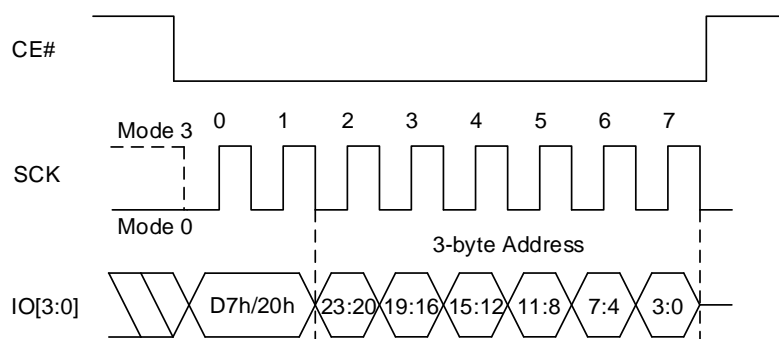 CE#
Mode 3
0 1 2 3 4 5 6 7
SCK
Mode 0
3-byte Address
IO[3:0]
D7h/20h 23:20 19:16 15:12 11:8 7:4 3:0